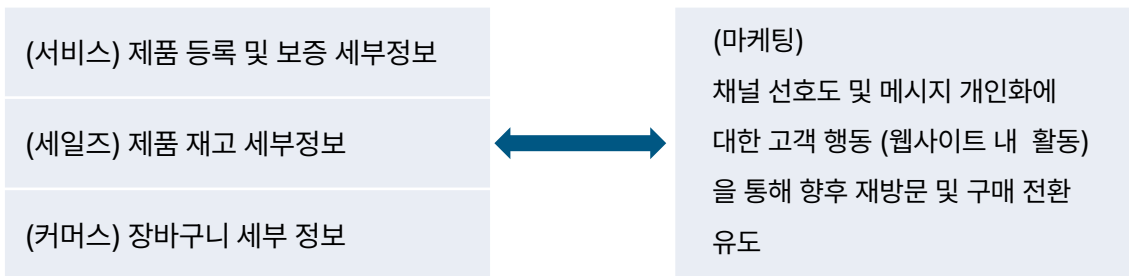 (서비스) 제품 등록 및 보증 세부정보
(세일즈) 제품 재고 세부정보
(커머스) 장바구니 세부 정보
(마케팅)
채널 선호도 및 메시지 개인화에
대한 고객 행동 (웹사이트 내 활동)
을 통해 향후 재방문 및 구매 전환
유도